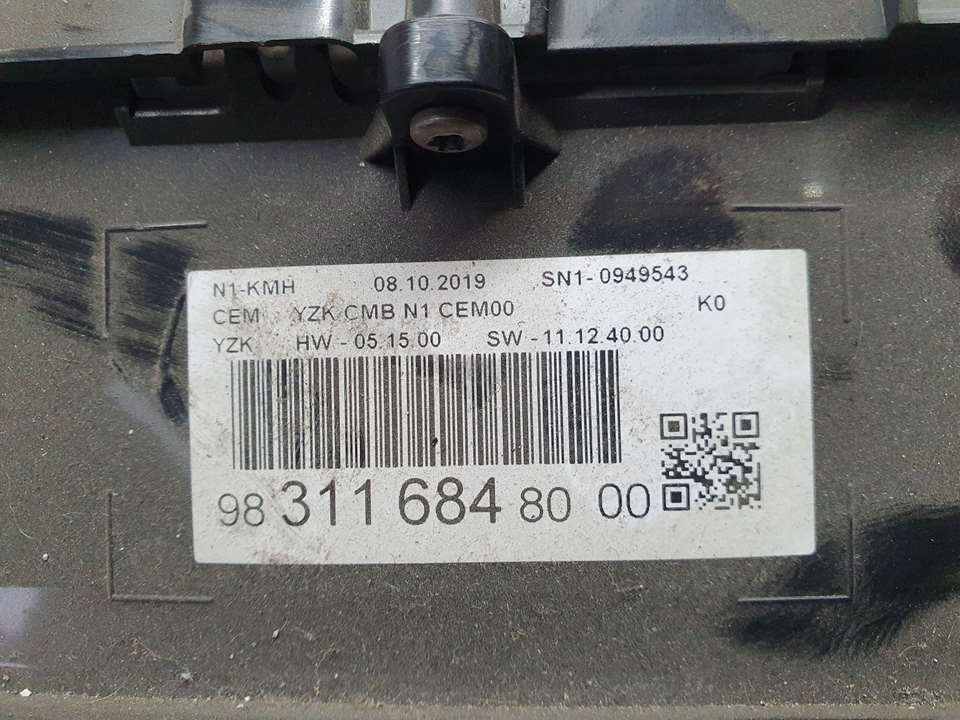 N1-KMH 08.10.2019 SN1-0949543
CEM YZK CMB N1 CEM00 K0
YZK HW - 05.15.00 SW - 11.12.40.00
98 311 684 80 00